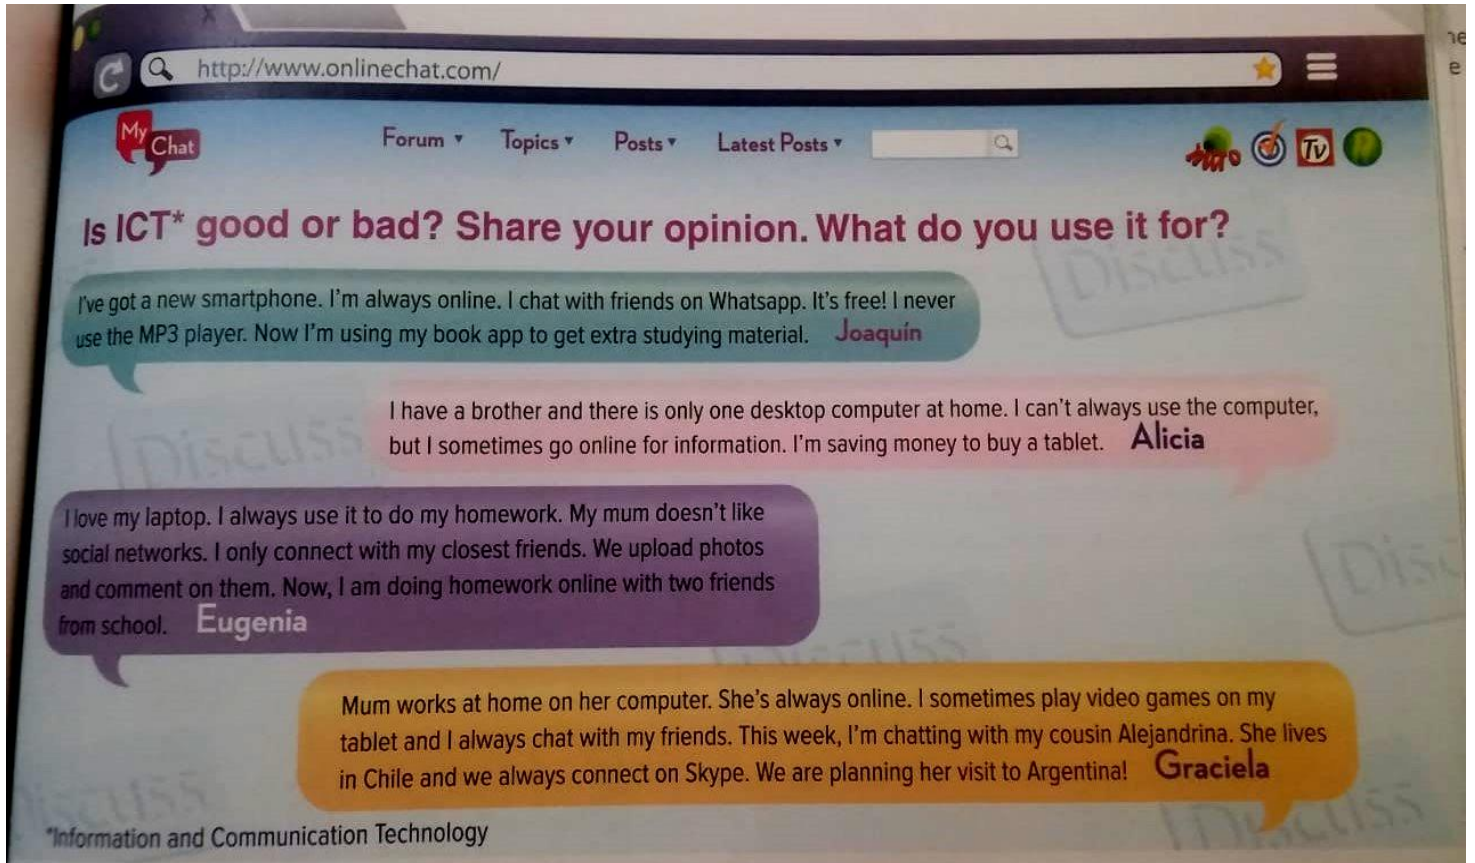 http://www.onlinechat.com/
My Chat
Forum Topics Posts Latest Posts
Tv
Is ICT* good or bad? Share your opinion. What do you use it for?
Discuss
I've got a new smartphone. I'm always online. I chat with friends on Whatsapp. It's free! I never
use the MP3 player. Now I'm using my book app to get extra studying material. Joaquín
I have a brother and there is only one desktop computer at home. I can't always use the computer,
but I sometimes go online for information. I'm saving money to buy a tablet. Alicia
Discuss
I love my laptop. I always use it to do my homework. My mum doesn't like
social networks. I only connect with my closest friends. We upload photos
and comment on them. Now, I am doing homework online with two friends
from school. Eugenia
Disc
Discuss
Mum works at home on her computer. She's always online. I sometimes play video games on my
tablet and I always chat with my friends. This week, I'm chatting with my cousin Alejandrina. She lives
in Chile and we always connect on Skype. We are planning her visit to Argentina! Graciela
Discuss
Discuss
*Information and Communication Technology